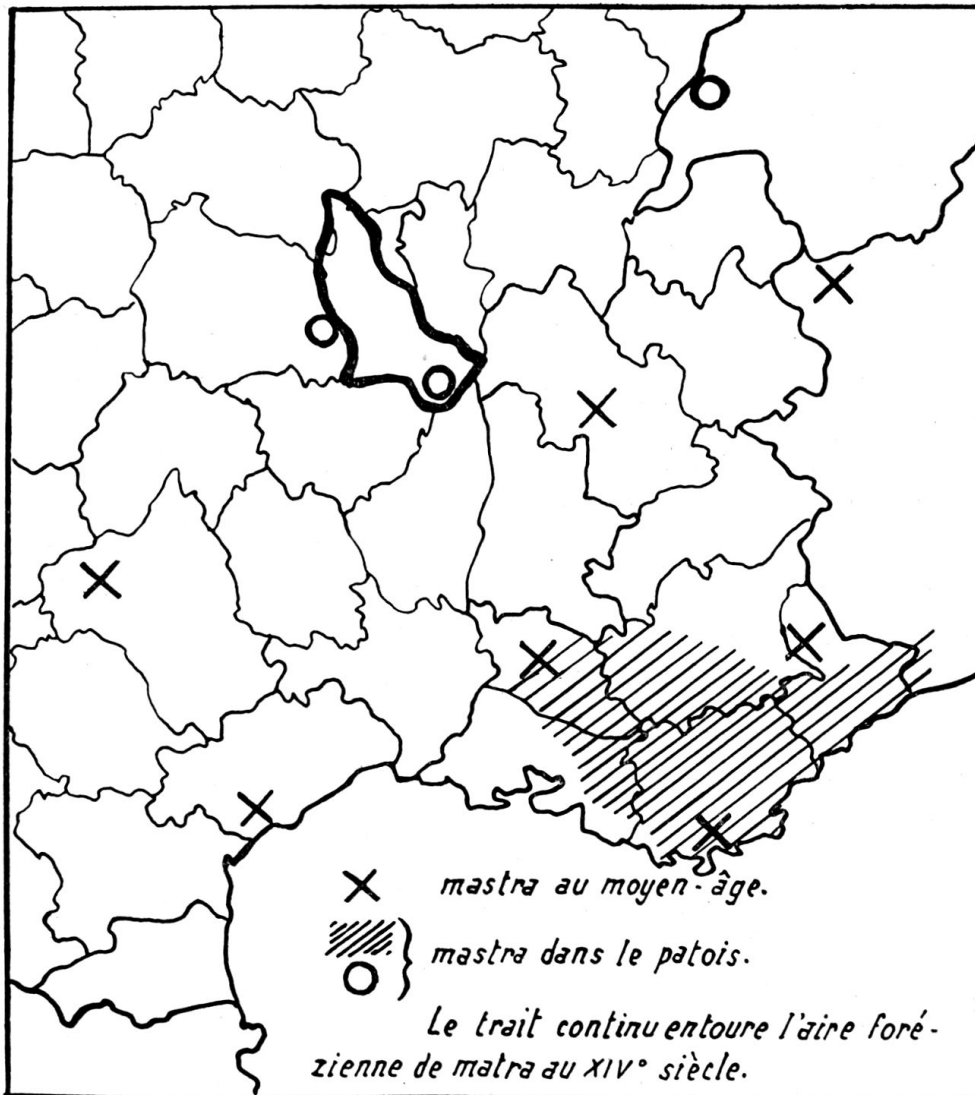 mastra au moyen-âge.
mastra dans le patois.
Le trait continu entoure l'aire foré-
zienne de matra au XIV° siècle.